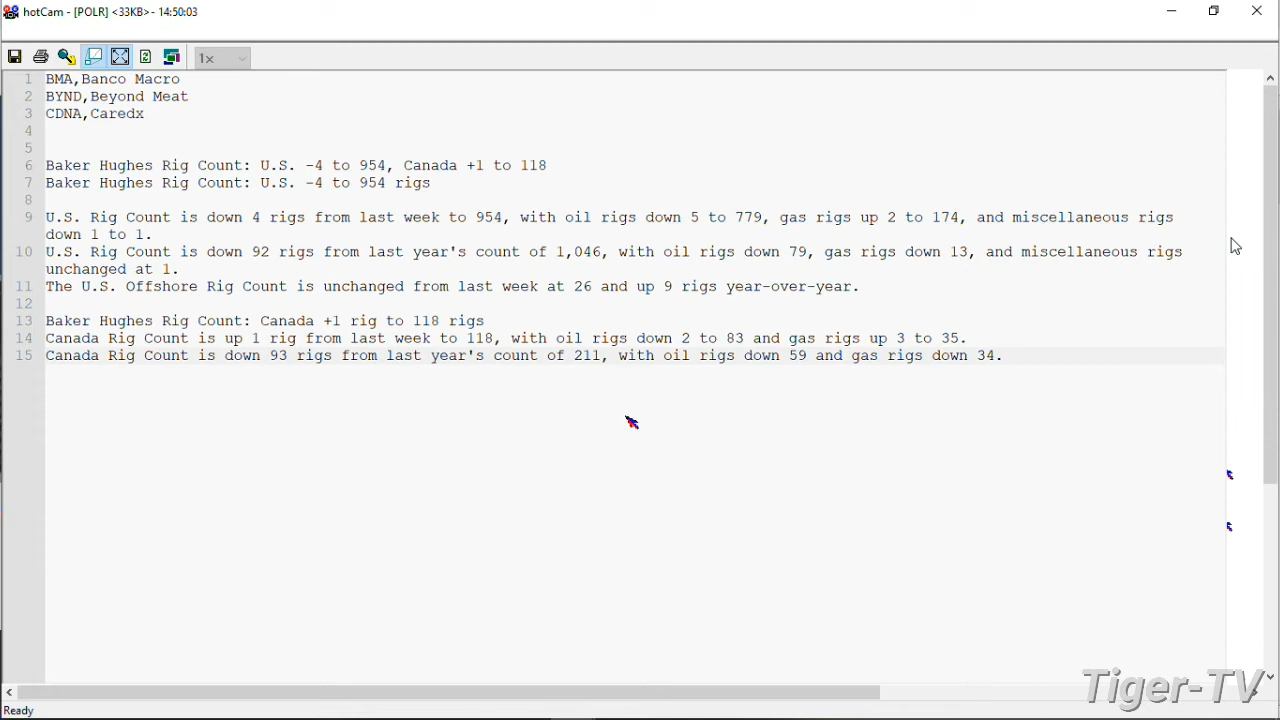 hotCam - [POLR] <33KB>- 14:50:03
1x
1 BMA,Banco Macro
2 BYND,Beyond Meat
3 CDNA,Caredx
4
5
6 Baker Hughes Rig Count: U.S. -4 to 954, Canada +1 to 118
7 Baker Hughes Rig Count: U.S. -4 to 954 rigs
8
9 U.S. Rig Count is down 4 rigs from last week to 954, with oil rigs down 5 to 779, gas rigs up 2 to 174, and miscellaneous rigs
down 1 to 1.
10 U.S. Rig Count is down 92 rigs from last year's count of 1,046, with oil rigs down 79, gas rigs down 13, and miscellaneous rigs
unchanged at 1.
11 The U.S. Offshore Rig Count is unchanged from last week at 26 and up 9 rigs year-over-year.
12
13 Baker Hughes Rig Count: Canada +1 rig to 118 rigs
14 Canada Rig Count is up 1 rig from last week to 118, with oil rigs down 2 to 83 and gas rigs up 3 to 35.
15 Canada Rig Count is down 93 rigs from last year's count of 211, with oil rigs down 59 and gas rigs down 34.
Tiger-TV
Ready